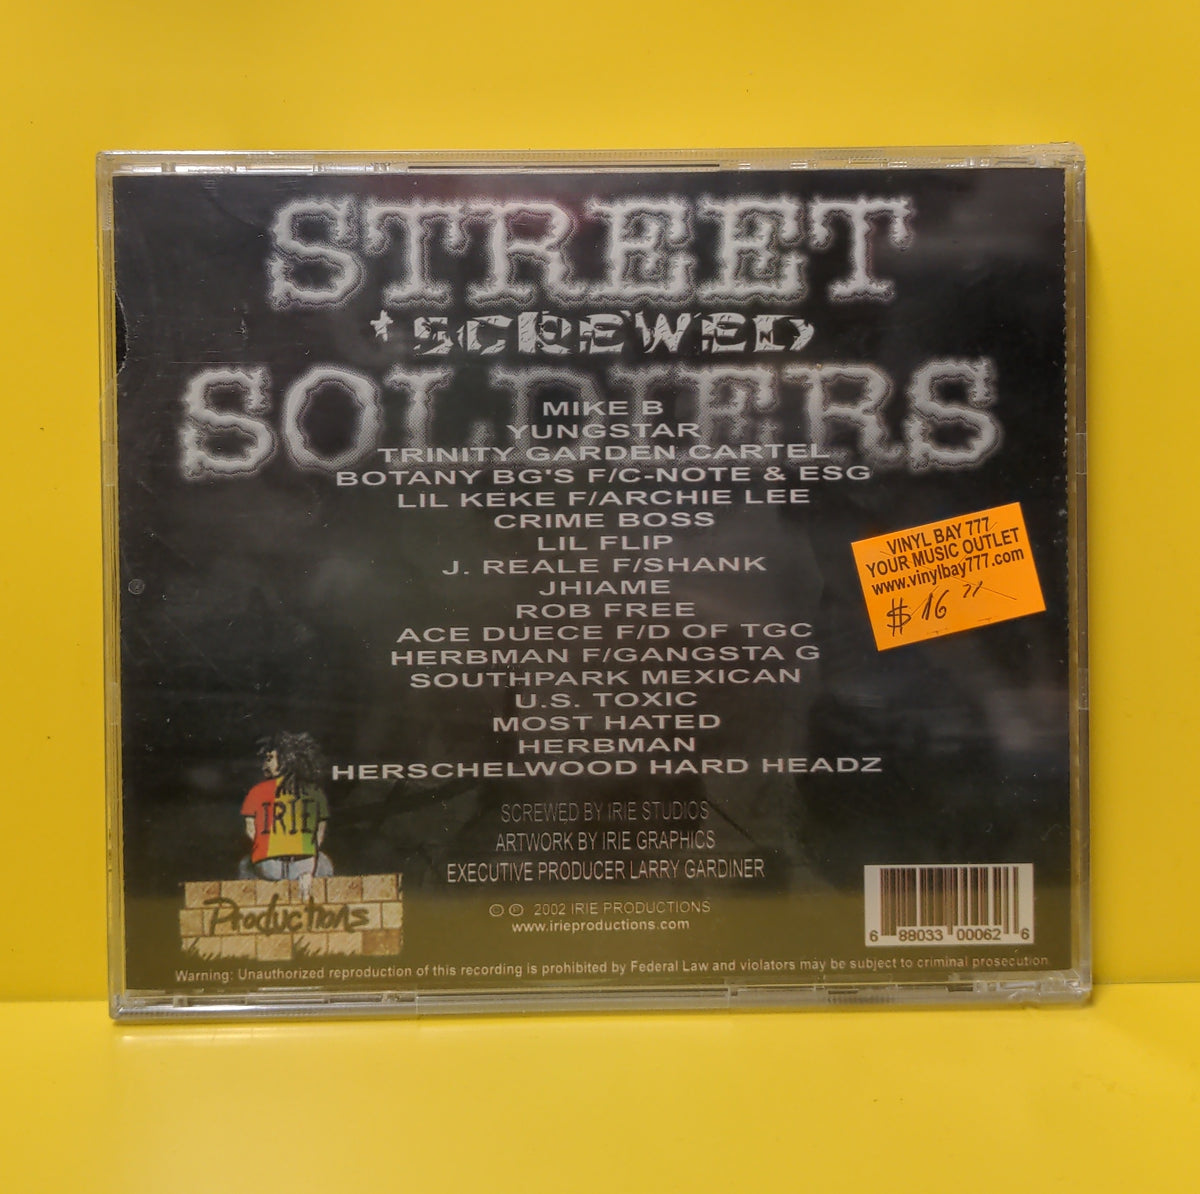 STREET
*SCREWED
SOLDIERS
MIKE B
YUNGSTAR
TRINITY GARDEN CARTEL
BOTANY BG'S F/C-NOTE & ESG
LIL KEKE F/ARCHIE LEE
CRIME BOSS
LIL FLIP
J. REALE F/SHANK
JHIAME
ROB FREE
ACE DUECE F/D OF TGC
HERBMAN F/GANGSTA G
SOUTHPARK MEXICAN
U.S. TOXIC
MOST HATED
HERBMAN
HERSCHELWOOD HARD HEADZ
VINYL BAY 777
YOUR MUSIC OUTLET
www.vinylbay777.com
$16
IRIE
Productions
SCREWED BY IRIE STUDIOS
ARTWORK BY IRIE GRAPHICS
EXECUTIVE PRODUCER LARRY GARDINER
© ℗ 2002 IRIE PRODUCTIONS
www.irieproductions.com
6 88033 00062 6
Warning: Unauthorized reproduction of this recording is prohibited by Federal Law and violators may be subject to criminal prosecution